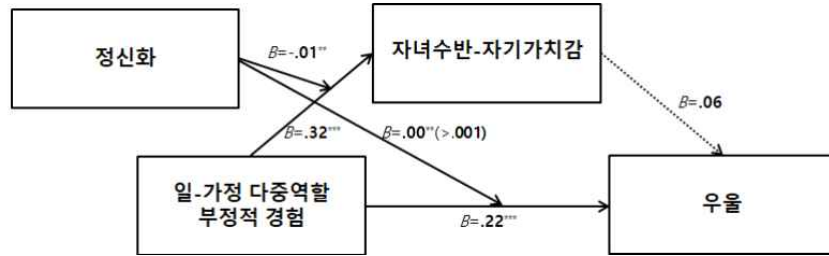 정신화
B=-.01**
자녀수반-자기가치감
B=.06
B=.32***
B=.00**(>.001)
일-가정 다중역할
부정적 경험
우울
B=.22***